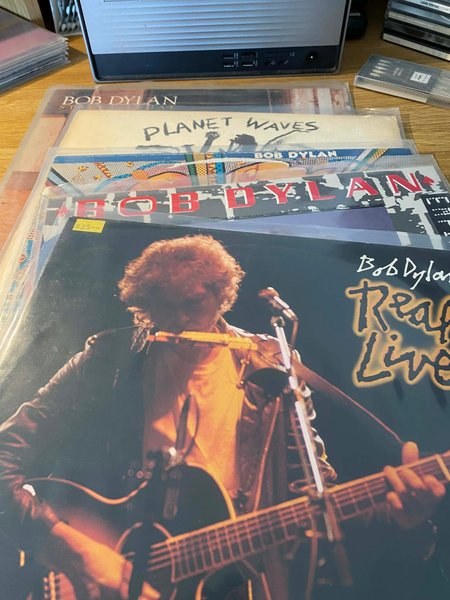 BOB DYLAN
PLANET WAVES
BOB DYLAN
BOB DYLAN
Bob Dylan
Real
Live